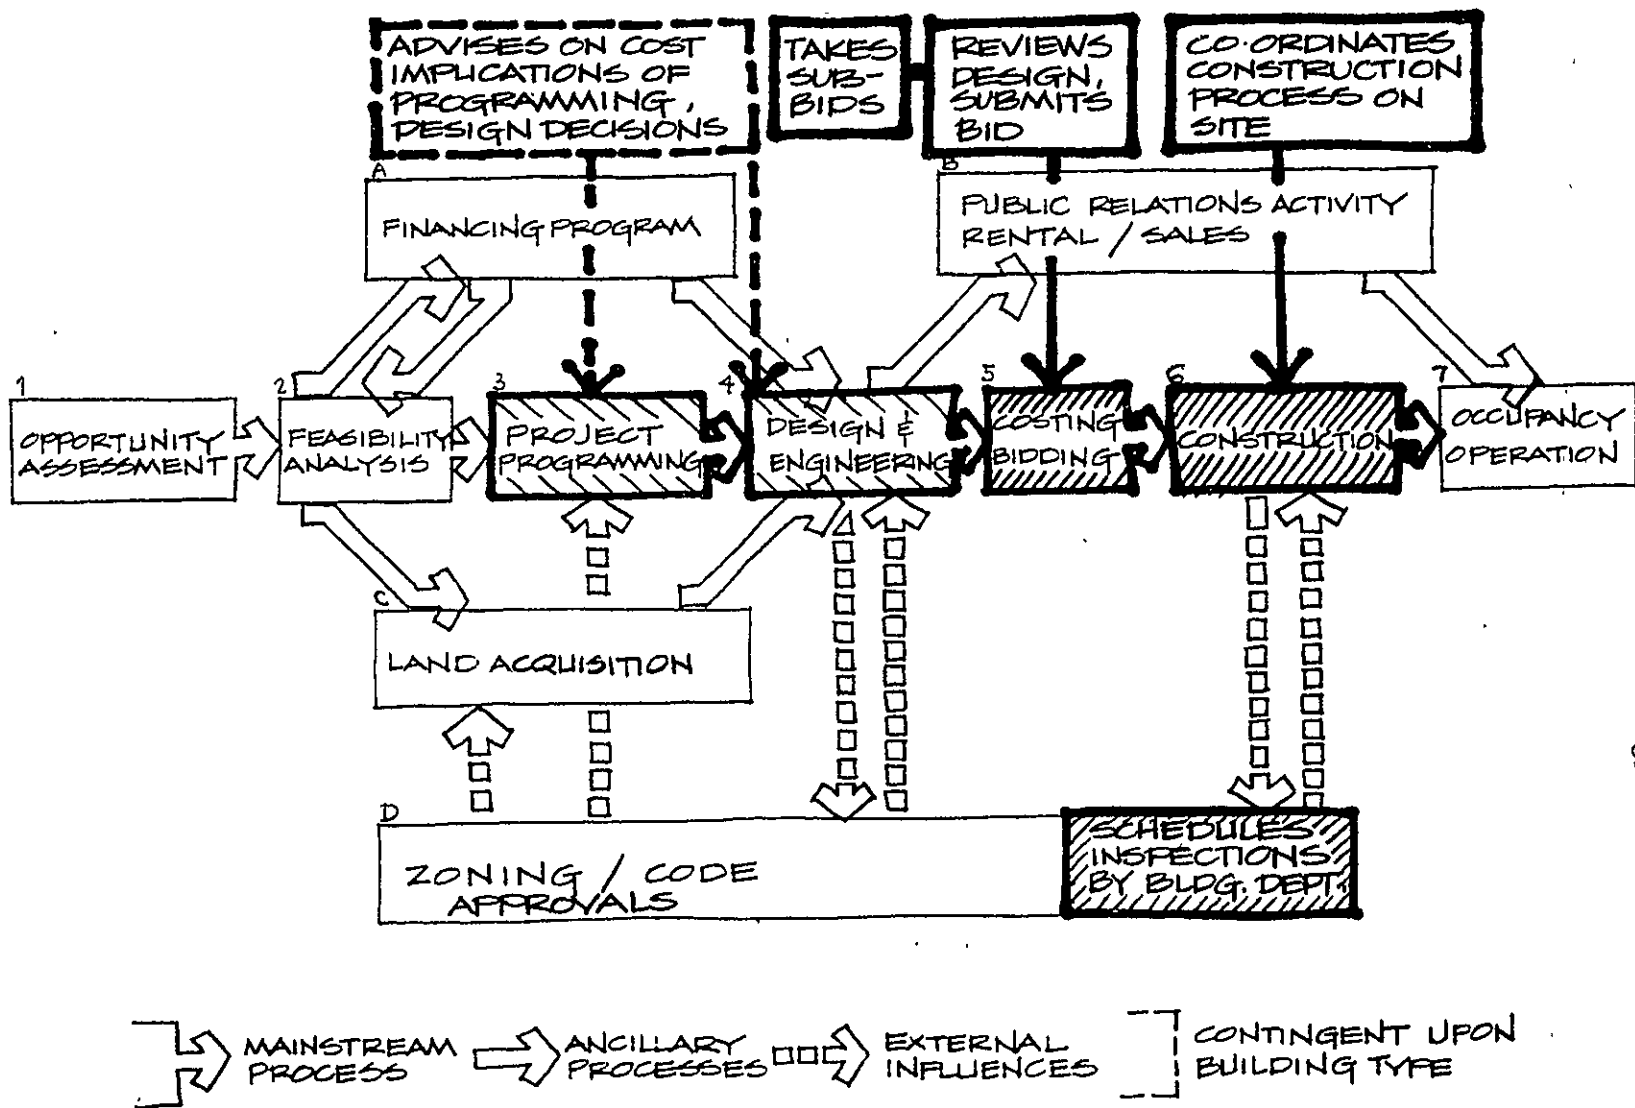 ADVISES ON COST
IMPLICATIONS OF
PROGRAMMING,
DESIGN DECISIONS
TAKES
SUB-
BIDS
REVIEWS
DESIGN,
SUBMITS
BID
CO-ORDINATES
CONSTRUCTION
PROCESS ON
SITE
A
FINANCING PROGRAM
B
PUBLIC RELATIONS ACTIVITY
RENTAL / SALES
1
OPPORTUNITY
ASSESSMENT
2
FEASIBILITY
ANALYSIS
3
PROJECT
PROGRAMMING
4
DESIGN &
ENGINEERING
5
COSTING
BIDDING
6
CONSTRUCTION
7
OCCUPANCY
OPERATION
C
LAND ACQUISITION
D
ZONING / CODE
APPROVALS
SCHEDULES
INSPECTIONS
BY BLDG. DEPT.
MAINSTREAM
PROCESS
ANCILLARY
PROCESSES
EXTERNAL
INFLUENCES
CONTINGENT UPON
BUILDING TYPE